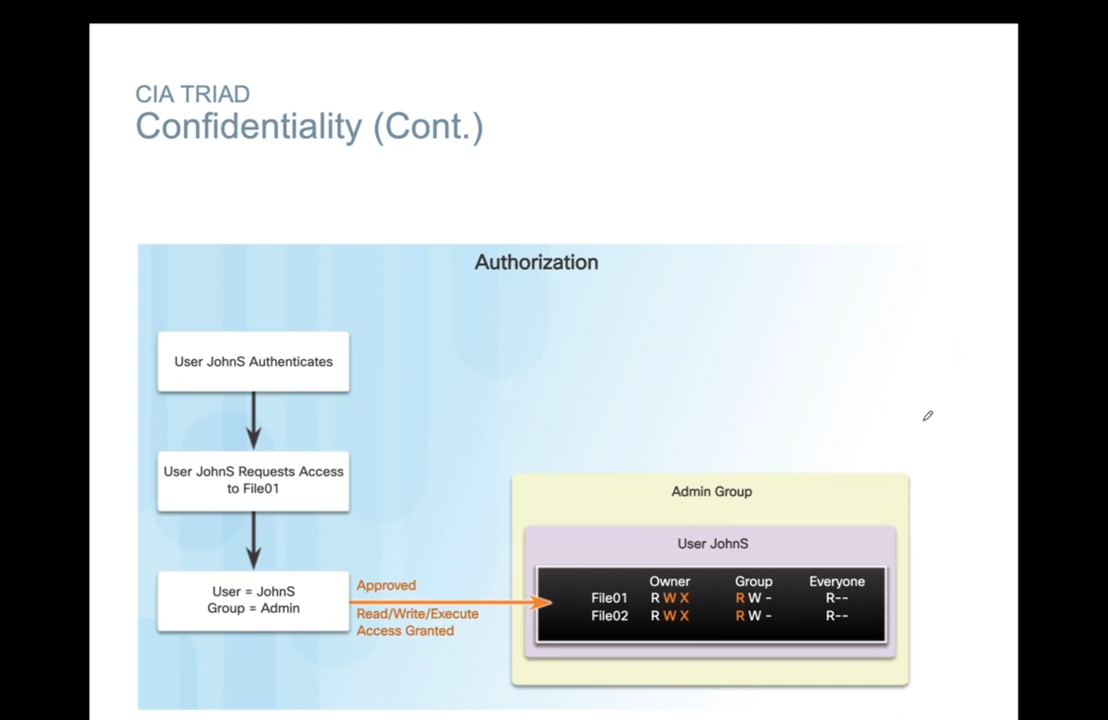 CIA TRIAD
Confidentiality (Cont.)
Authorization
User JohnS Authenticates
User JohnS Requests Access
to File01
User = JohnS
Group = Admin
Approved
Read/Write/Execute
Access Granted
Admin Group
User JohnS
Owner Group Everyone
File01 R W X R W - R--
File02 R W X R W - R--